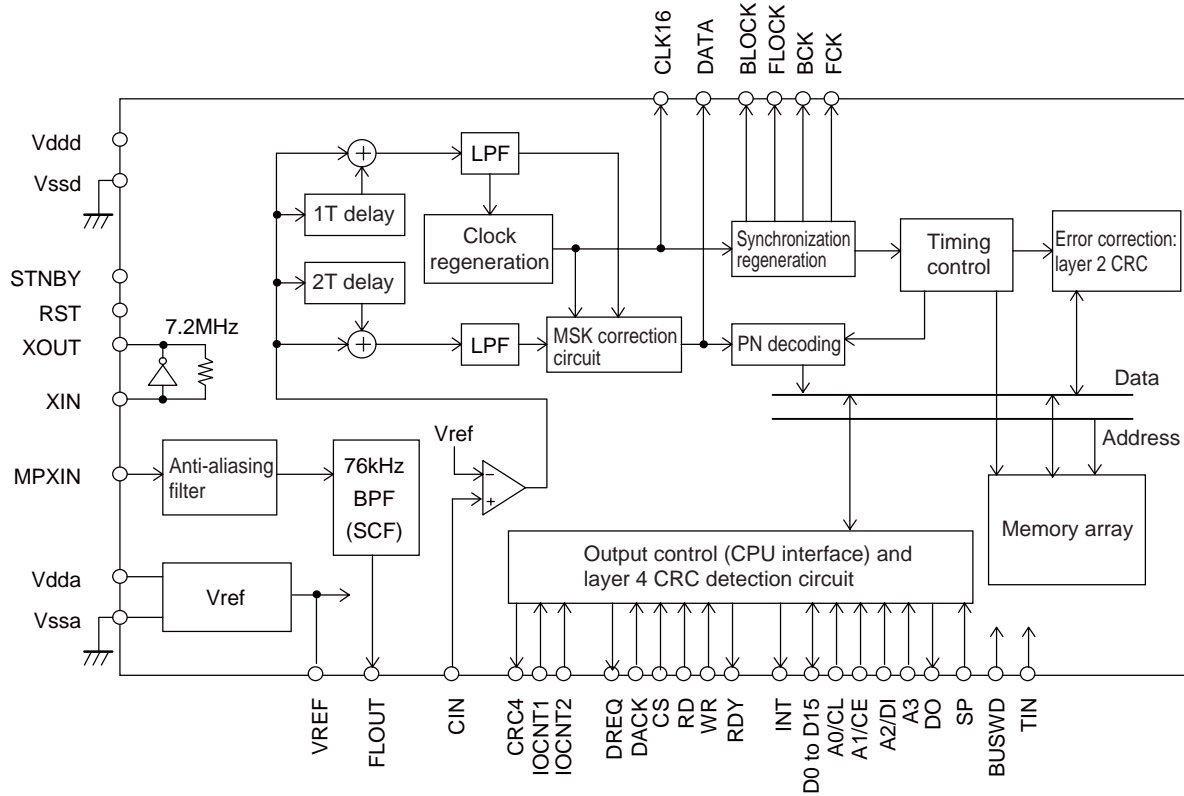 CLK16
DATA
BLOCK
FLOCK
BCK
FCK
Vddd
Vssd
STNBY
RST
XOUT
7.2MHz
XIN
MPXIN
Vdda
Vssa
LPF
1T delay
Clock
regeneration
2T delay
LPF
MSK correction
circuit
Synchronization
regeneration
Timing
control
Error correction:
layer 2 CRC
PN decoding
Data
Address
Anti-aliasing
filter
76kHz
BPF
(SCF)
Vref
−
+
Memory array
Output control (CPU interface) and
layer 4 CRC detection circuit
Vref
VREF
FLOUT
CIN
CRC4
IOCNT1
IOCNT2
DREQ
DACK
CS
RD
WR
RDY
INT
D0 to D15
A0/CL
A1/CE
A2/DI
A3
DO
SP
BUSWD
TIN